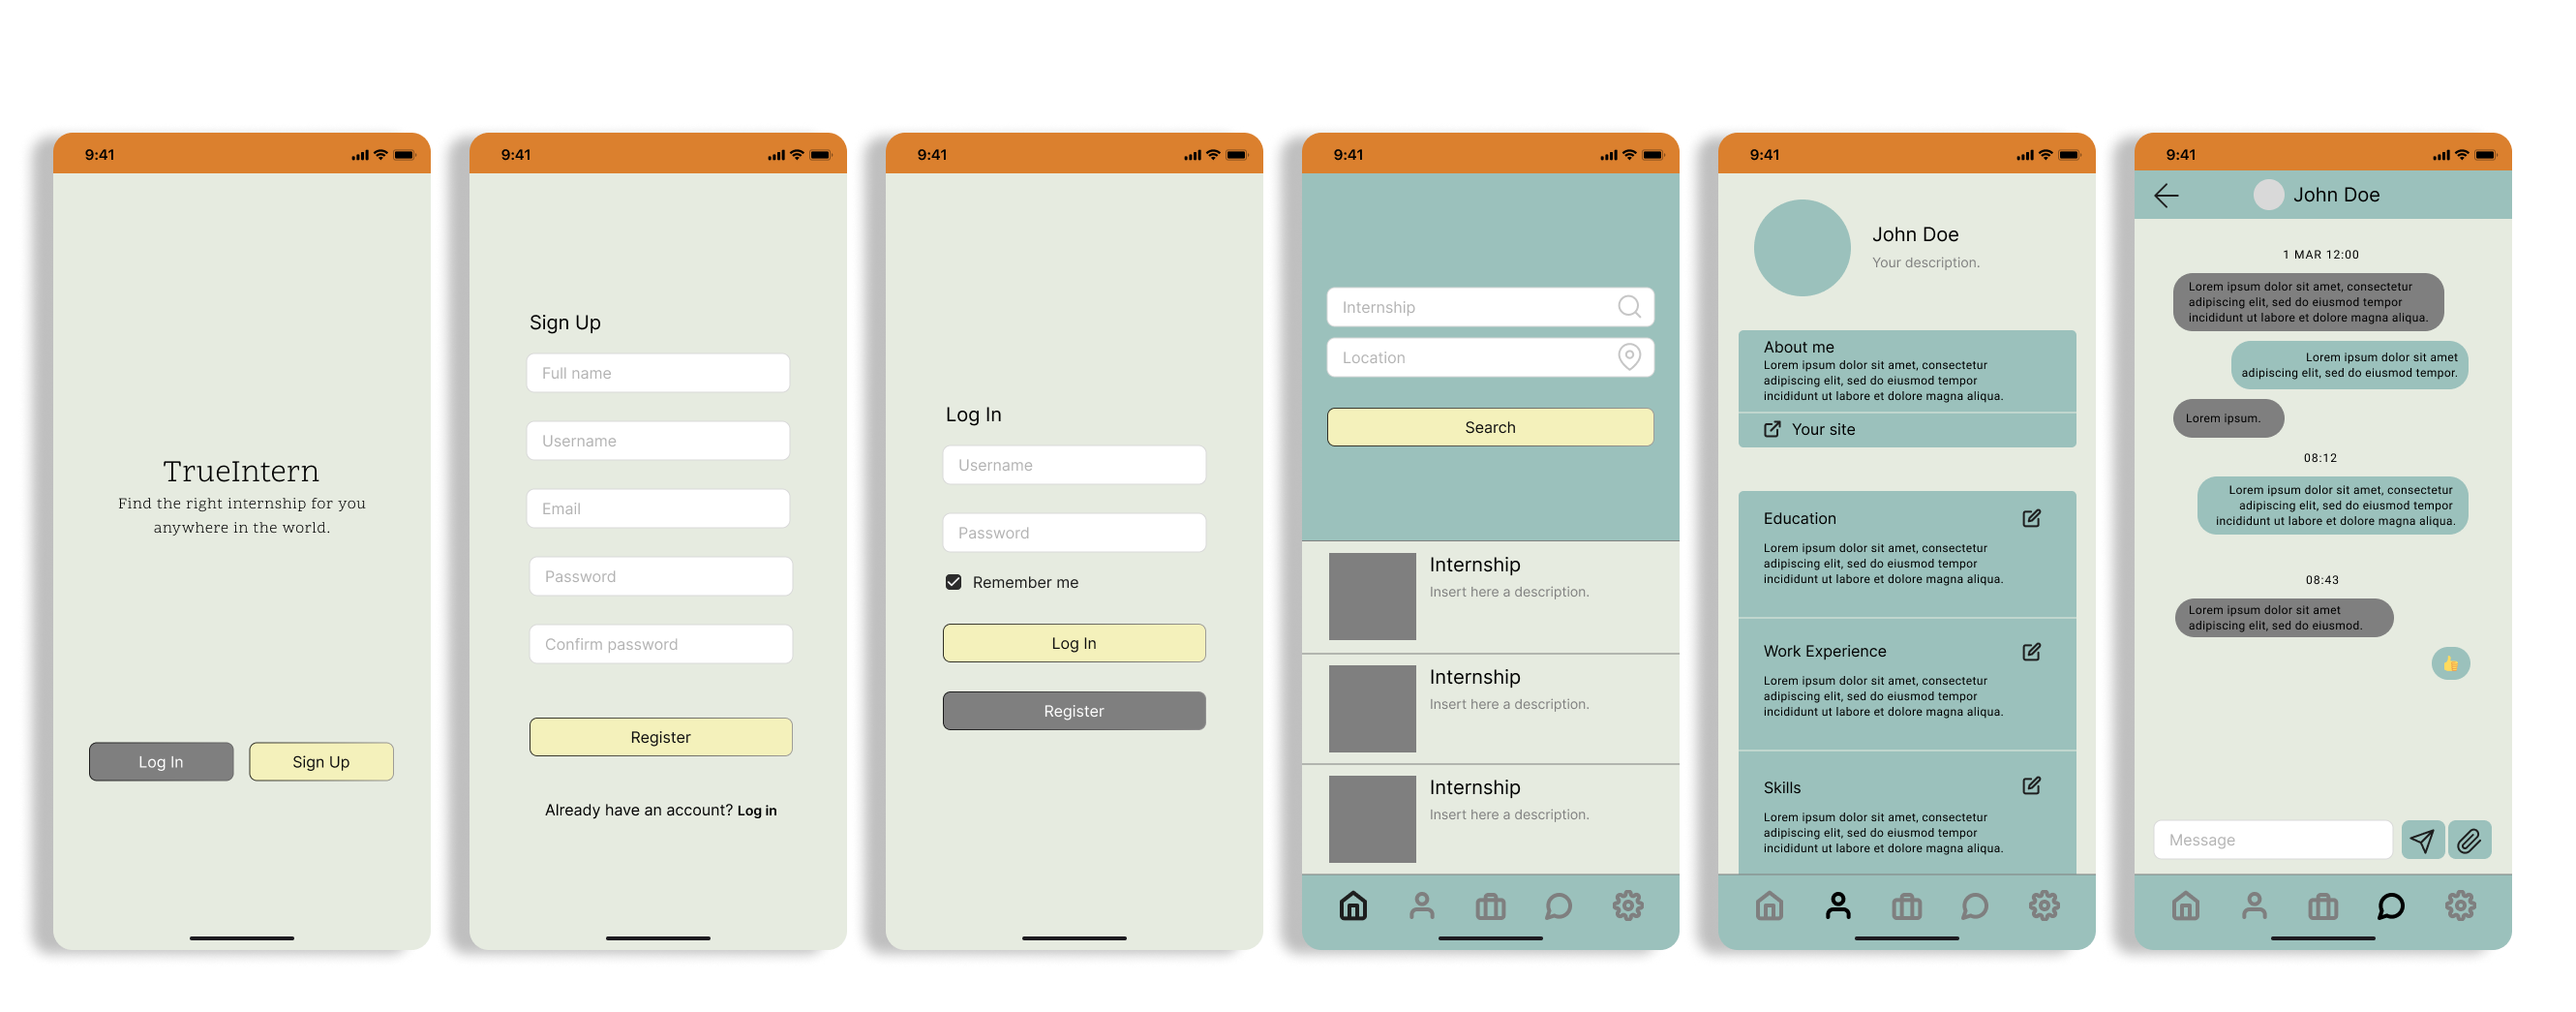 9:41
TrueIntern
Find the right internship for you
anywhere in the world.
Log In
Sign Up
9:41
Sign Up
Full name
Username
Email
Password
Confirm password
Register
Already have an account? Log in
9:41
Log In
Username
Password
Remember me
Log In
Register
9:41
Internship
Location
Search
Internship
Insert here a description.
Internship
Insert here a description.
Internship
Insert here a description.
9:41
John Doe
Your description.
About me
Lorem ipsum dolor sit amet, consectetur
adipiscing elit, sed do eiusmod tempor
incididunt ut labore et dolore magna aliqua.
Your site
Education
Lorem ipsum dolor sit amet, consectetur
adipiscing elit, sed do eiusmod tempor
incididunt ut labore et dolore magna aliqua.
Work Experience
Lorem ipsum dolor sit amet, consectetur
adipiscing elit, sed do eiusmod tempor
incididunt ut labore et dolore magna aliqua.
Skills
Lorem ipsum dolor sit amet, consectetur
adipiscing elit, sed do eiusmod tempor
incididunt ut labore et dolore magna aliqua.
9:41
John Doe
1 MAR 12:00
Lorem ipsum dolor sit amet, consectetur
adipiscing elit, sed do eiusmod tempor
incididunt ut labore et dolore magna aliqua.
Lorem ipsum dolor sit amet
adipiscing elit, sed do eiusmod tempor.
Lorem ipsum.
08:12
Lorem ipsum dolor sit amet, consectetur
adipiscing elit, sed do eiusmod tempor
incididunt ut labore et dolore magna aliqua.
08:43
Lorem ipsum dolor sit amet
adipiscing elit, sed do eiusmod.
Message